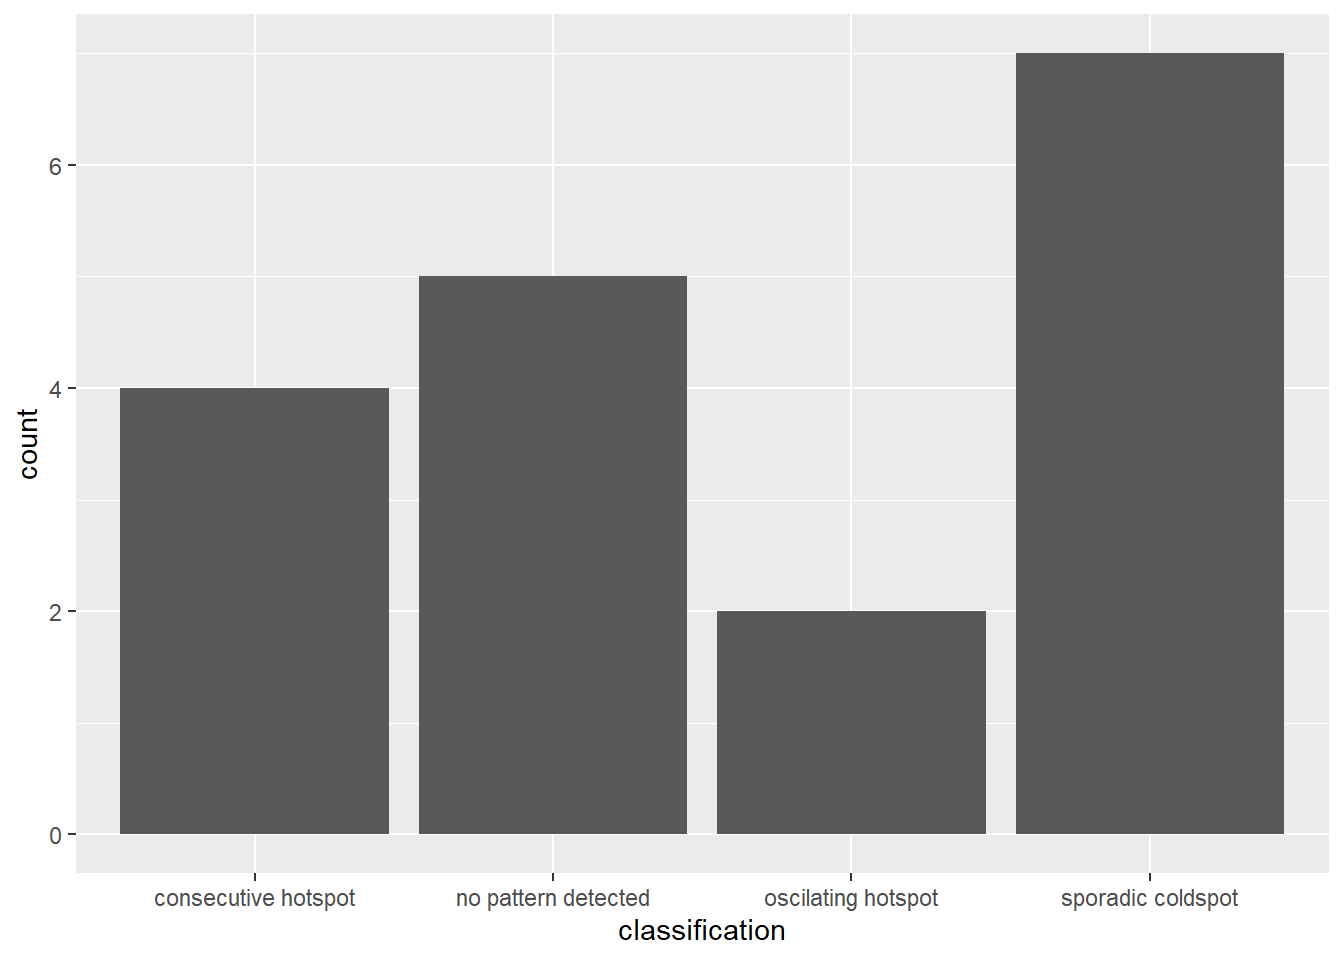 6
4
2
0
count
consecutive hotspot
no pattern detected
oscilating hotspot
sporadic coldspot
classification